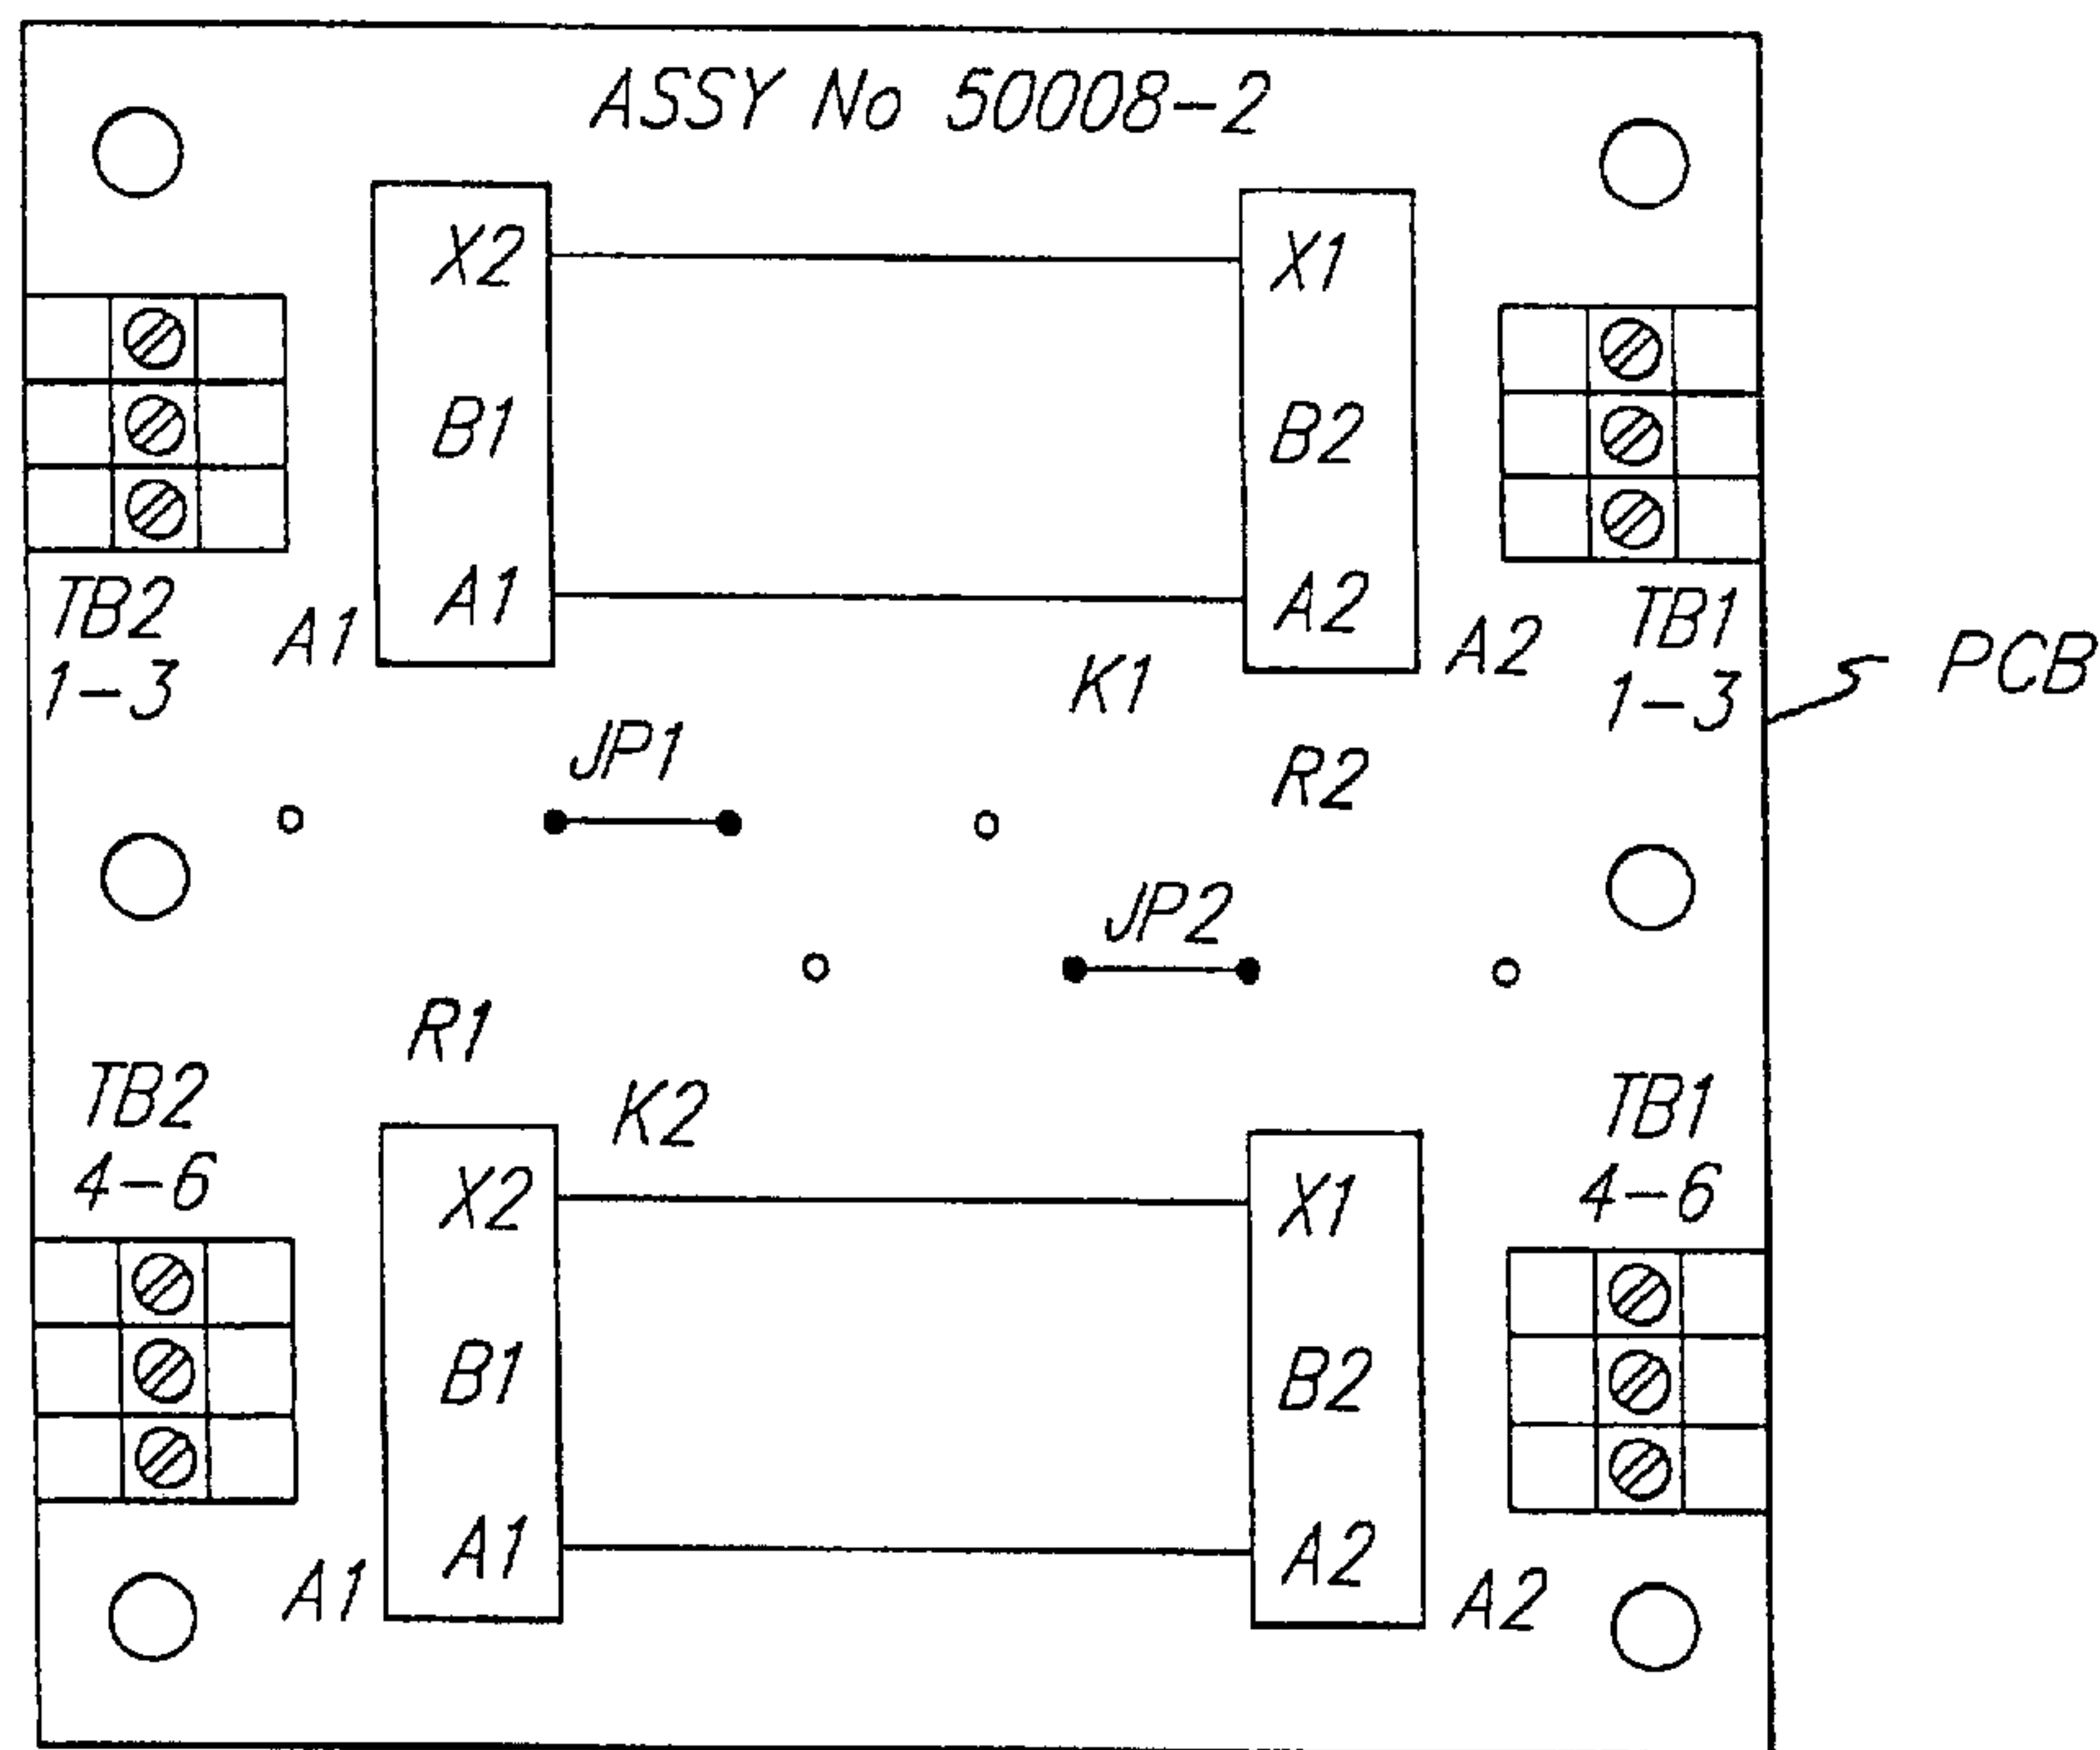 ASSY No 50008-2
X2
X1
B1
B2
A1
A2
TB2
1-3
A1
A2
TB1
1-3
K1
PCB
JP1
R2
JP2
R1
K2
TB2
4-6
TB1
4-6
X2
X1
B1
B2
A1
A2
A1
A2